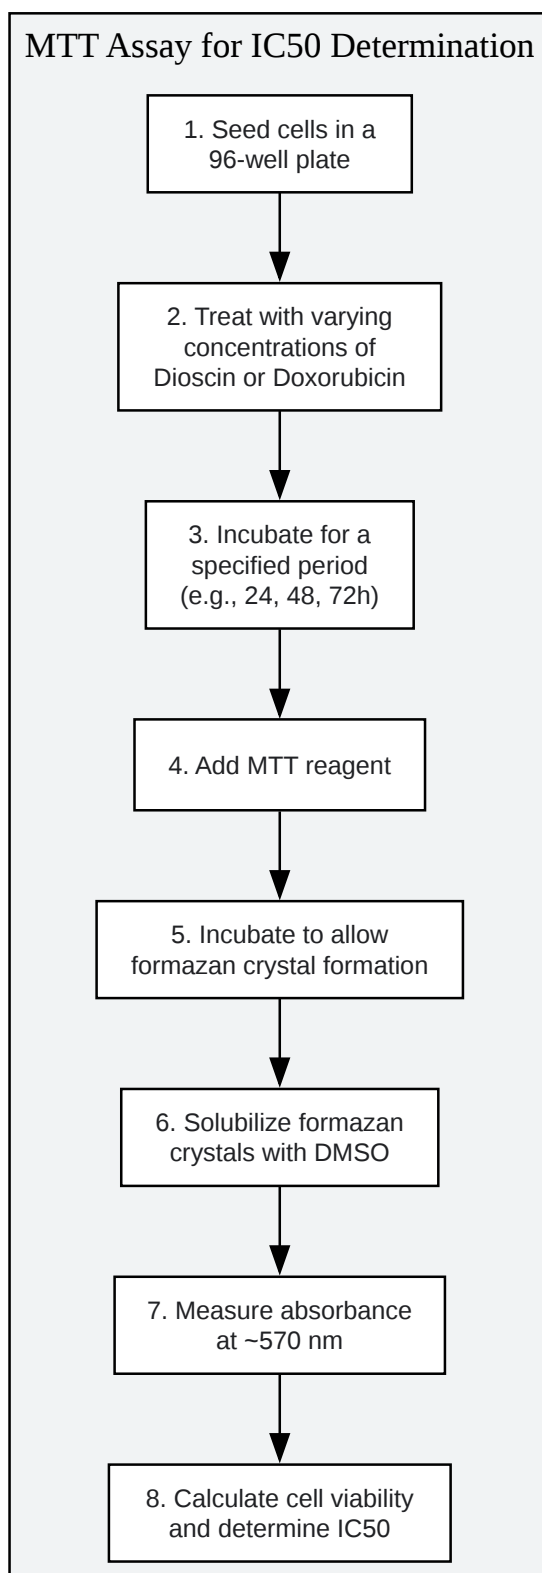 MTT Assay for IC50 Determination
1. Seed cells in a
96-well plate
2. Treat with varying
concentrations of
Dioscin or Doxorubicin
3. Incubate for a
specified period
(e.g., 24, 48, 72h)
4. Add MTT reagent
5. Incubate to allow
formazan crystal formation
6. Solubilize formazan
crystals with DMSO
7. Measure absorbance
at ~570 nm
8. Calculate cell viability
and determine IC50